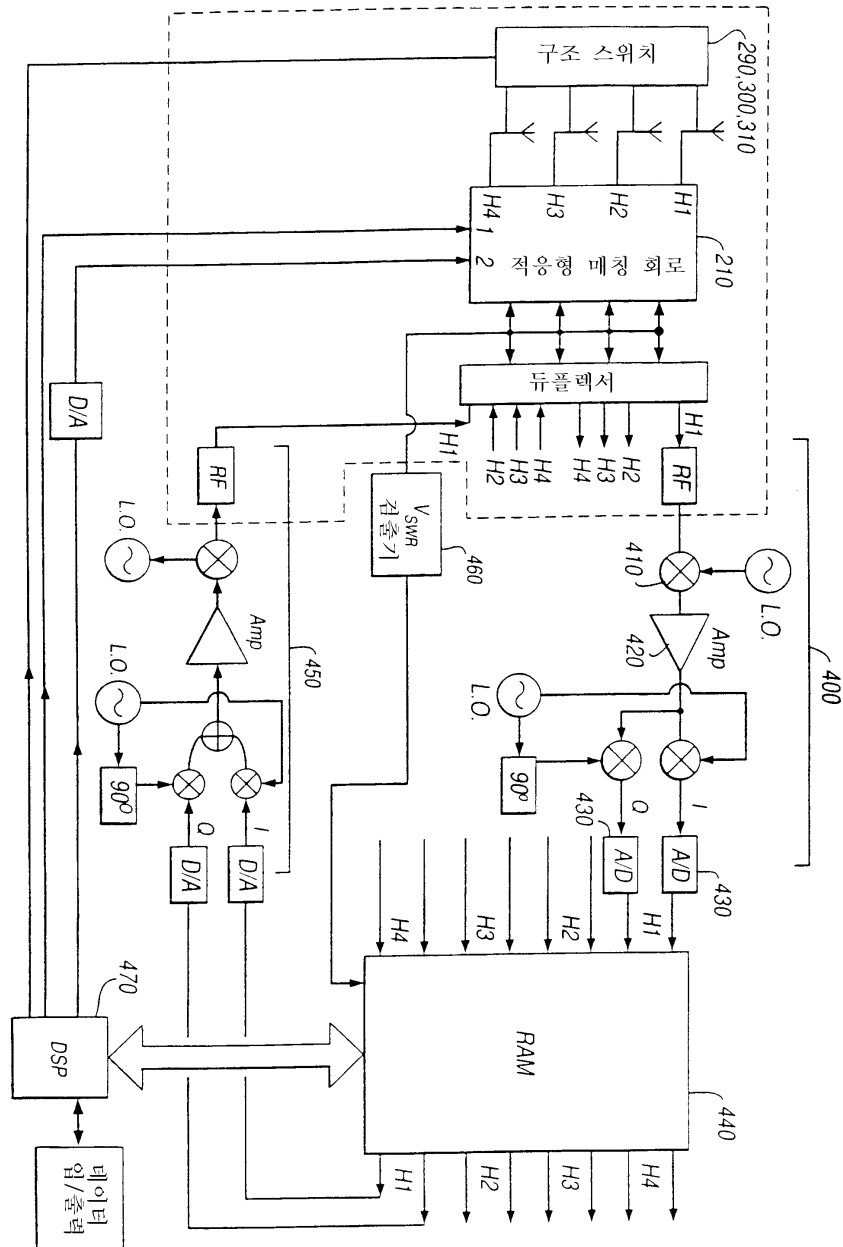 290,300,310
구조 스위치
H1
H2
H3
H4
1
2
적응형 매칭 회로
210
듀플렉서
H1
H2
H3
H4
H4
H3
H2
H1
RF
400
410
L.O.
Amp
420
L.O.
90º
Q
I
430
A/D
A/D
430
V SWR
검출기
460
RF
L.O.
Amp
450
L.O.
90º
Q
I
D/A
D/A
D/A
H1
H2
H3
H4
RAM
440
H4
H3
H2
H1
470
DSP
데이터
입/출력